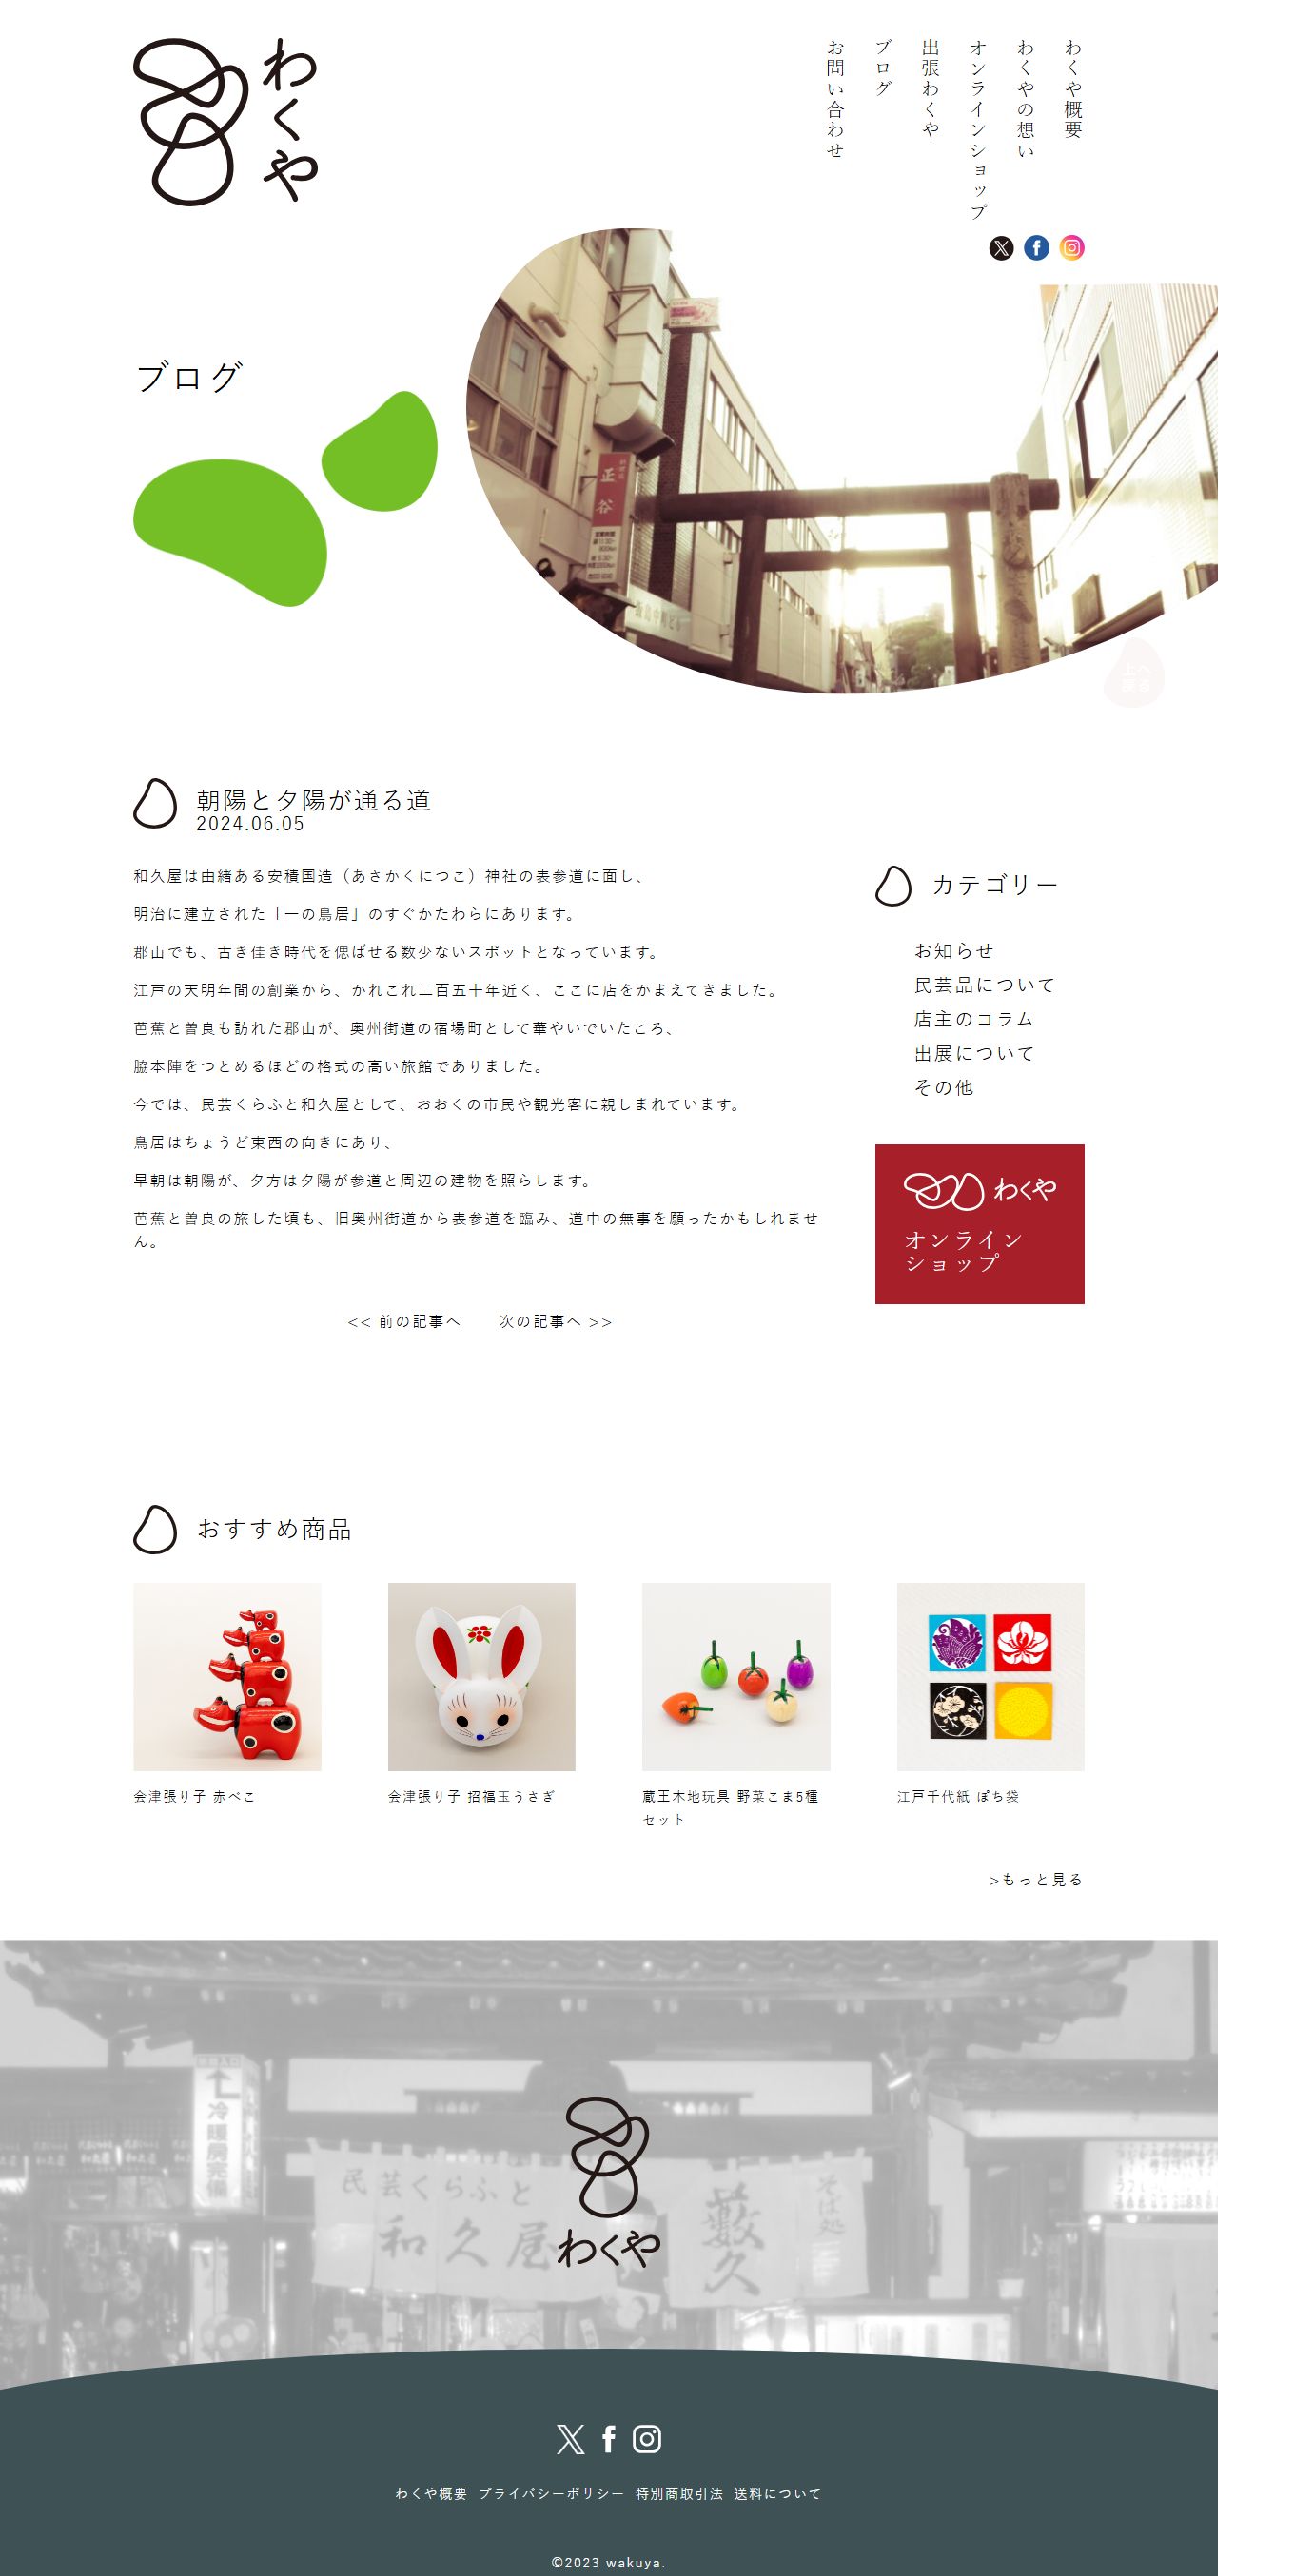 わくや
わくや概要
わくやの想い
オンラインショップ
出張わくや
ブログ
お問い合わせ
ブログ
正谷
朝陽と夕陽が通る道
2024.06.05
和久屋は由緒ある安積国造（あさかくにつこ）神社の表参道に面し、
明治に建立された「一の鳥居」のすぐかたわらにあります。
郡山でも、古き佳き時代を偲ばせる数少ないスポットとなっています。
江戸の天明年間の創業から、かれこれ二百五十年近く、ここに店をかまえてきました。
芭蕉と曽良も訪れた郡山が、奥州街道の宿場町として華やいでいたころ、
脇本陣をつとめるほどの格式の高い旅館でありました。
今では、民芸くらふと和久屋として、おおくの市民や観光客に親しまれています。
鳥居はちょうど東西の向きにあり、
早朝は朝陽が、夕方は夕陽が参道と周辺の建物を照らします。
芭蕉と曽良の旅した頃も、旧奥州街道から表参道を臨み、道中の無事を願ったかもしれませ
ん。
<< 前の記事へ
次の記事へ >>
カテゴリー
お知らせ
民芸品について
店主のコラム
出展について
その他
わくや
オンライン
ショップ
おすすめ商品
会津張り子 赤べこ
会津張り子 招福玉うさぎ
蔵王木地玩具 野菜こま5種
セット
江戸千代紙 ぽち袋
>もっと見る
冷暖房完備
民芸くらふと
和久屋
藪久
そば処
わくや
わくや概要 プライバシーポリシー 特別商取引法 送料について
©2023 wakuya.